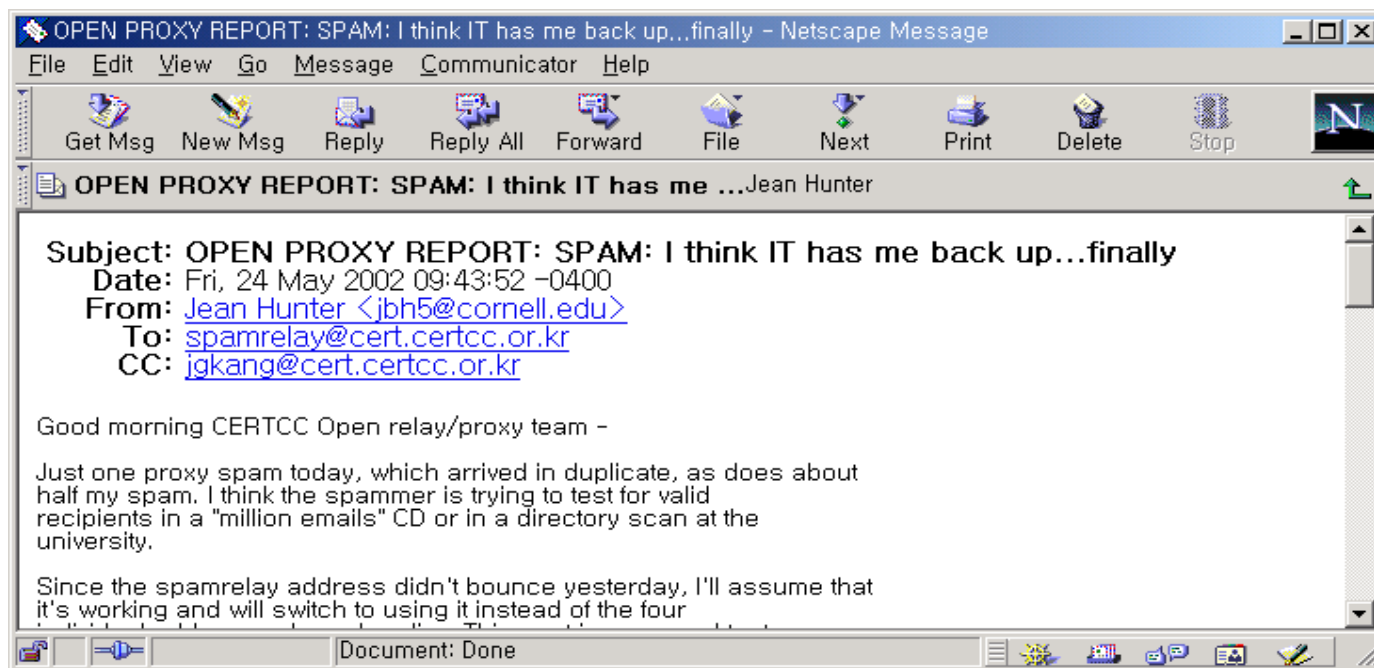 OPEN PROXY REPORT: SPAM: I think IT has me back up...finally - Netscape Message
File Edit View Go Message Communicator Help
Get Msg New Msg Reply Reply All Forward File Next Print Delete Stop
N
OPEN PROXY REPORT: SPAM: I think IT has me ...Jean Hunter
Subject: OPEN PROXY REPORT: SPAM: I think IT has me back up...finally
Date: Fri, 24 May 2002 09:43:52 -0400
From: Jean Hunter <jbh5@cornell.edu>
To: spamrelay@cert.certcc.or.kr
CC: jgkang@cert.certcc.or.kr
Good morning CERTCC Open relay/proxy team -
Just one proxy spam today, which arrived in duplicate, as does about
half my spam. I think the spammer is trying to test for valid
recipients in a "million emails" CD or in a directory scan at the
university.
Since the spamrelay address didn't bounce yesterday, I'll assume that
it's working and will switch to using it instead of the four
Document: Done